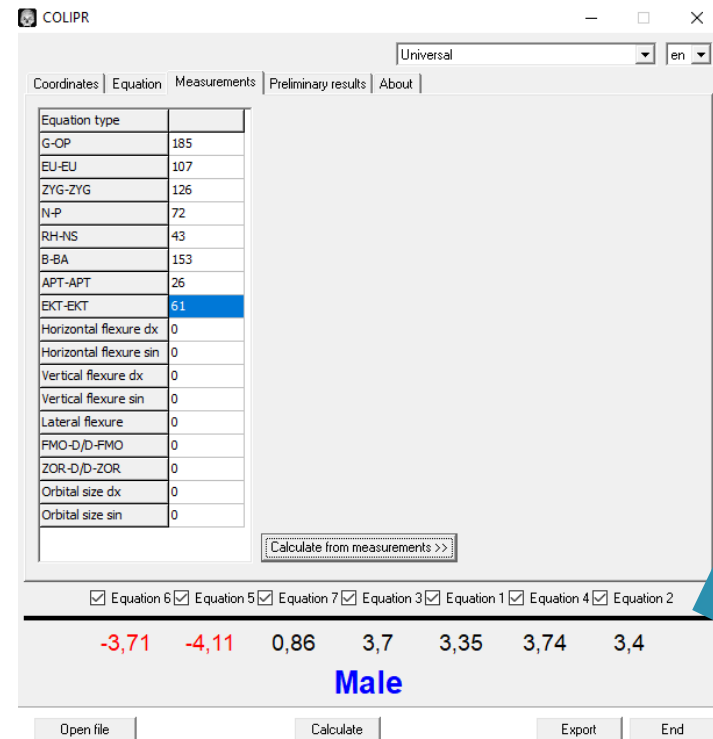 COLIPR
Universal en
Coordinates Equation Measurements Preliminary results About
Equation type
G-OP 185
EU-EU 107
ZYG-ZYG 126
N-P 72
RH-NS 43
B-BA 153
APT-APT 26
EKT-EKT 61
Horizontal flexure dx 0
Horizontal flexure sin 0
Vertical flexure dx 0
Vertical flexure sin 0
Lateral flexure 0
FMO-D/D-FMO 0
ZOR-D/D-ZOR 0
Orbital size dx 0
Orbital size sin 0
Calculate from measurements >>
Equation 6 Equation 5 Equation 7 Equation 3 Equation 1 Equation 4 Equation 2
-3,71 -4,11 0,86 3,7 3,35 3,74 3,4
Male
Open file Calculate Export End